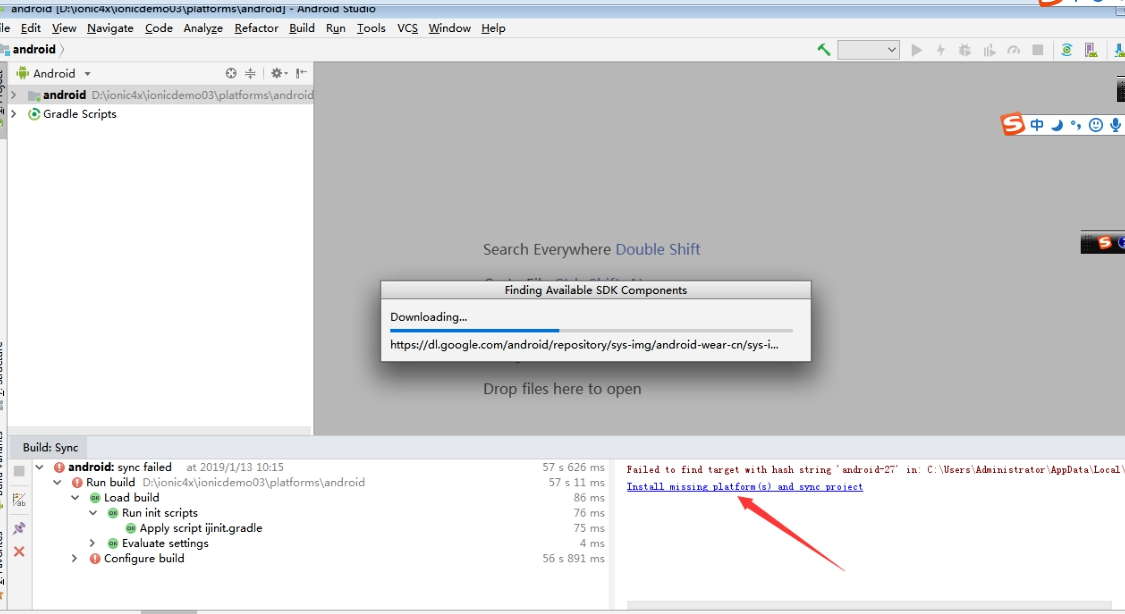 android [D:\ionic4x\ionicdemo03\platforms\android] - Android Studio
Edit View Navigate Code Analyze Refactor Build Run Tools VCS Window Help
android
Android
android D:\ionic4x\ionicdemo03\platforms\android
Gradle Scripts
中
Search Everywhere Double Shift
Finding Available SDK Components
Downloading...
https://dl.google.com/android/repository/sys-img/android-wear-cn/sys-i...
Drop files here to open
Build: Sync
android: sync failed at 2019/1/13 10:15 57 s 626 ms
Run build D:\ionic4x\ionicdemo03\platforms\android 57 s 11 ms
Load build 86 ms
Run init scripts 76 ms
Apply script ijinit.gradle 75 ms
Evaluate settings 4 ms
Configure build 56 s 891 ms
Failed to find target with hash string 'android-27' in: C:\Users\Administrator\AppData\Local\
Install missing platform(s) and sync project